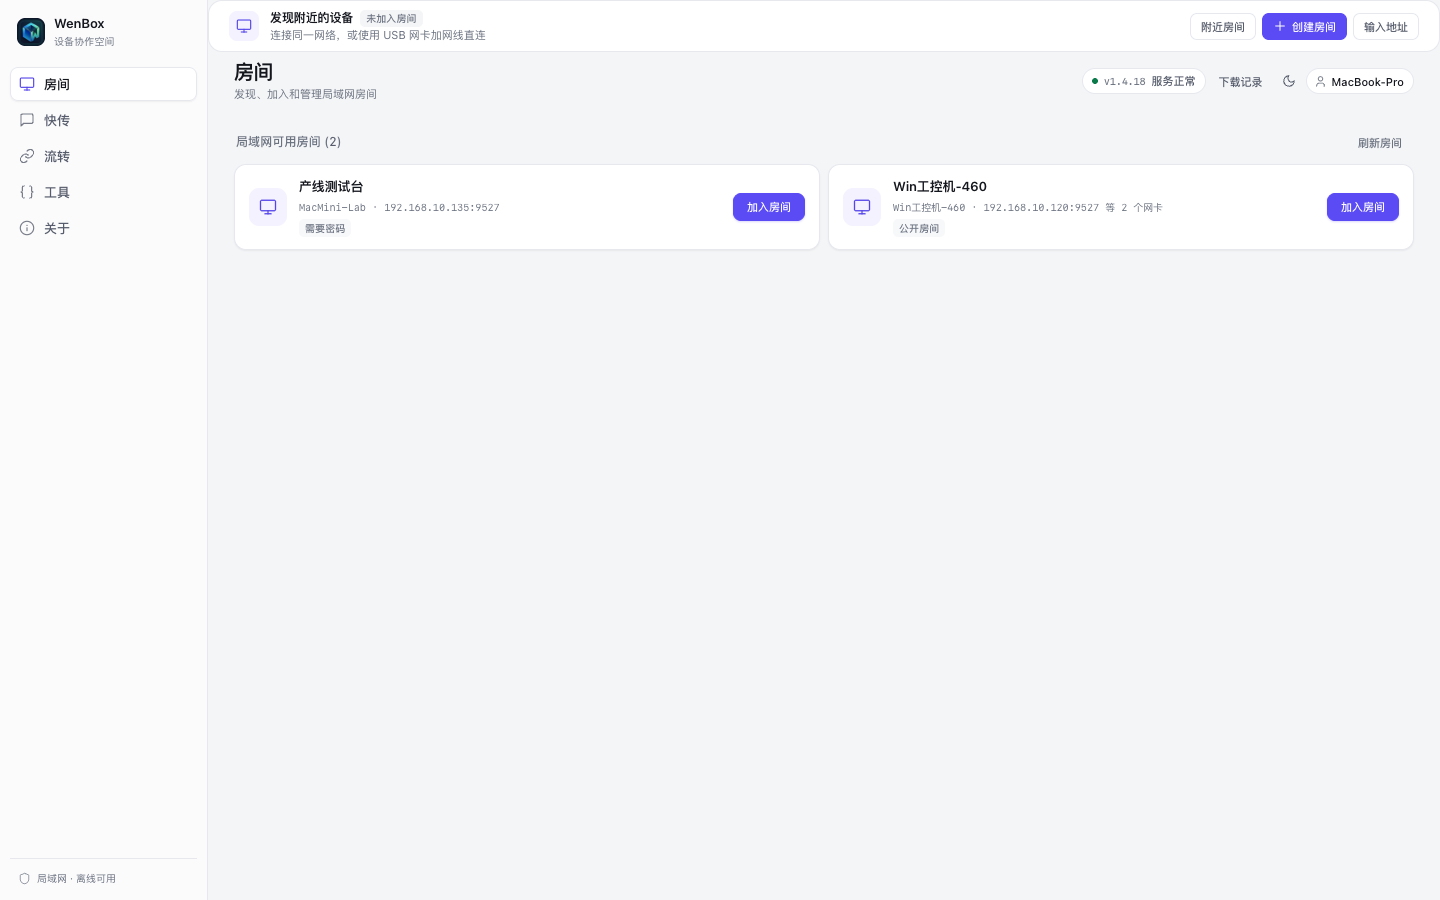 WenBox
设备协作空间
房间
快传
流转
工具
关于
局域网 · 离线可用
发现附近的设备 未加入房间
连接同一网络，或使用 USB 网卡加网线直连
附近房间 创建房间 输入地址
房间
发现、加入和管理局域网房间
v1.4.18 服务正常 下载记录 MacBook-Pro
局域网可用房间 (2)
刷新房间
产线测试台
MacMini-Lab · 192.168.10.135:9527
需要密码
加入房间
Win工控机-460
Win工控机-460 · 192.168.10.120:9527 等 2 个网卡
公开房间
加入房间